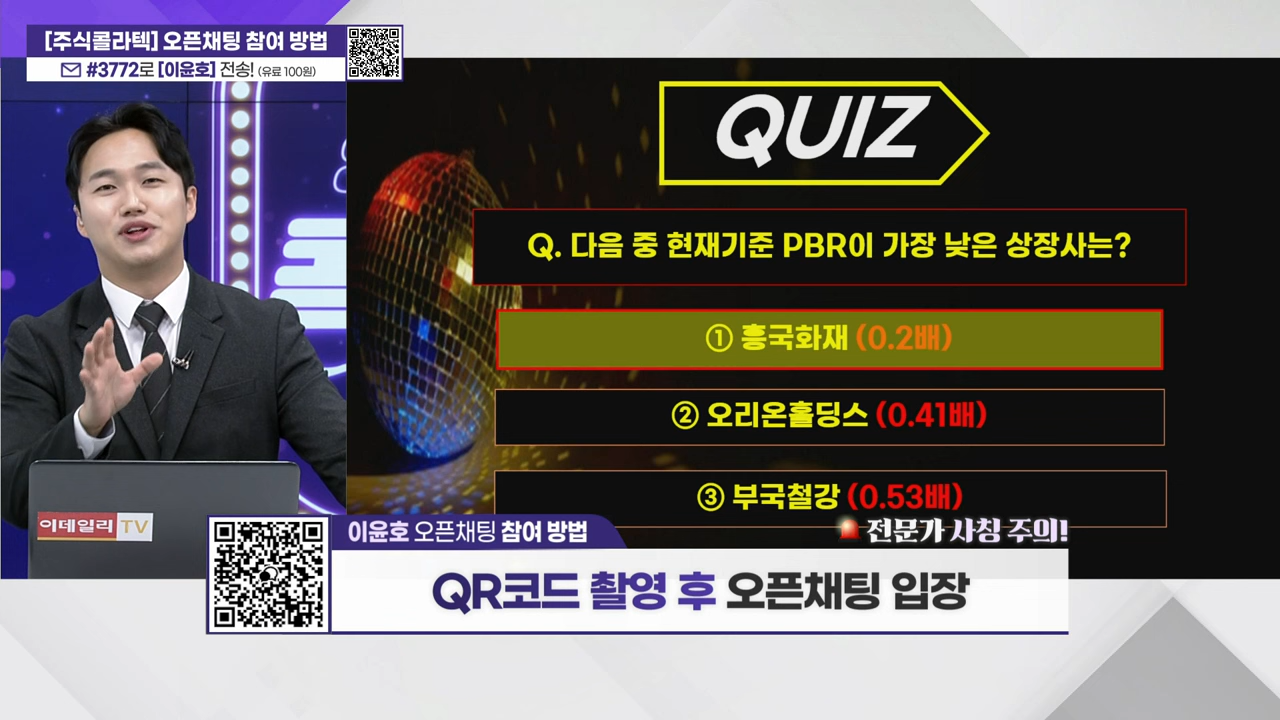 [주식콜라텍] 오픈채팅 참여 방법
#3772로 [이윤호] 전송! (유료 100원)
QUIZ
Q. 다음 중 현재기준 PBR이 가장 낮은 상장사는?
① 흥국화재 (0.2배)
② 오리온홀딩스 (0.41배)
③ 부국철강 (0.53배)
이데일리 TV
이윤호 오픈채팅 참여 방법
전문가 사칭 주의!
QR코드 촬영 후 오픈채팅 입장